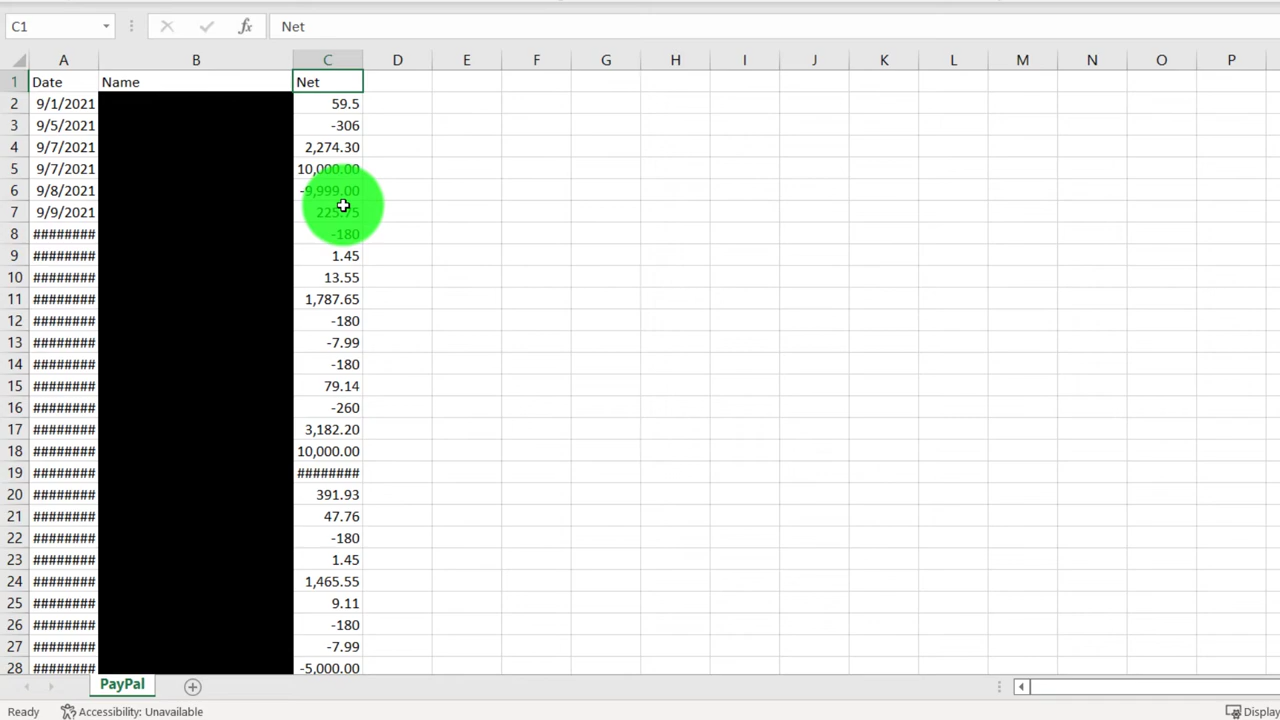 C1 Net
A B C D E F G H I J K L M N O P
1 Date Name Net
2 9/1/2021 59.5
3 9/5/2021 -306
4 9/7/2021 2,274.30
5 9/7/2021 10,000.00
6 9/8/2021 -9,999.00
7 9/9/2021 225.75
8 ######## -180
9 ######## 1.45
10 ######## 13.55
11 ######## 1,787.65
12 ######## -180
13 ######## -7.99
14 ######## -180
15 ######## 79.14
16 ######## -260
17 ######## 3,182.20
18 ######## 10,000.00
19 ######## ########
20 ######## 391.93
21 ######## 47.76
22 ######## -180
23 ######## 1.45
24 ######## 1,465.55
25 ######## 9.11
26 ######## -180
27 ######## -7.99
28 ######## -5,000.00
PayPal
Ready Accessibility: Unavailable Display